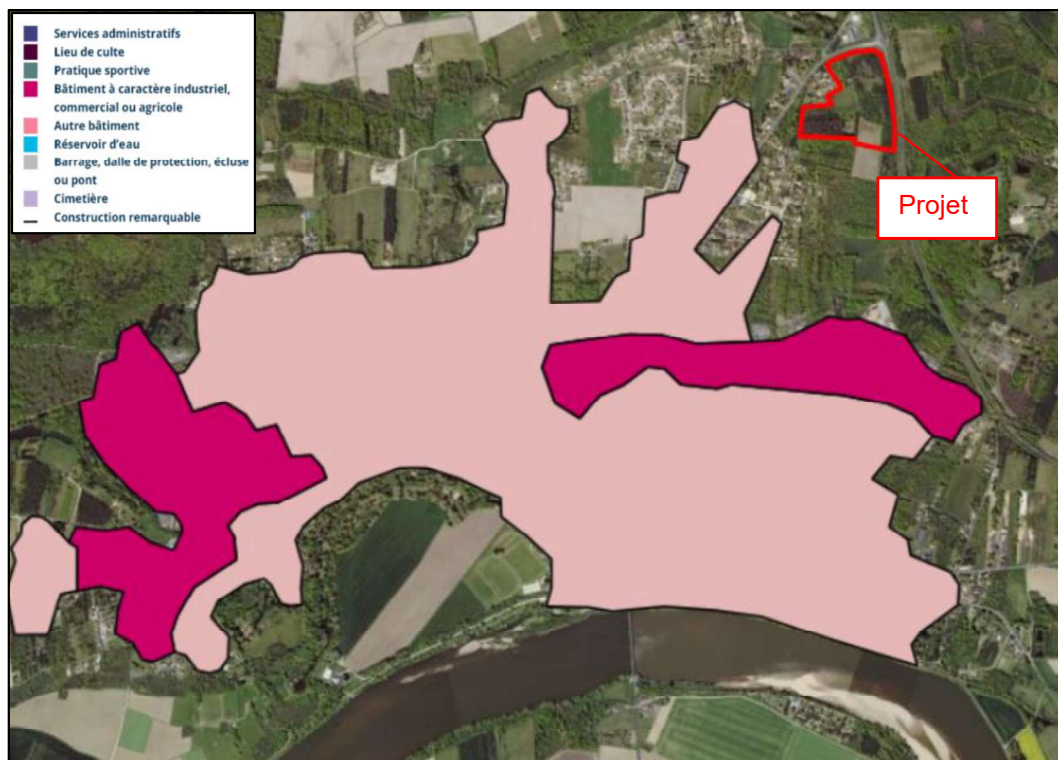 Services administratifs
Lieu de culte
Pratique sportive
Bâtiment à caractère industriel,
commercial ou agricole
Autre bâtiment
Réservoir d'eau
Barrage, dalle de protection, écluse
ou pont
Cimetière
Construction remarquable
Projet